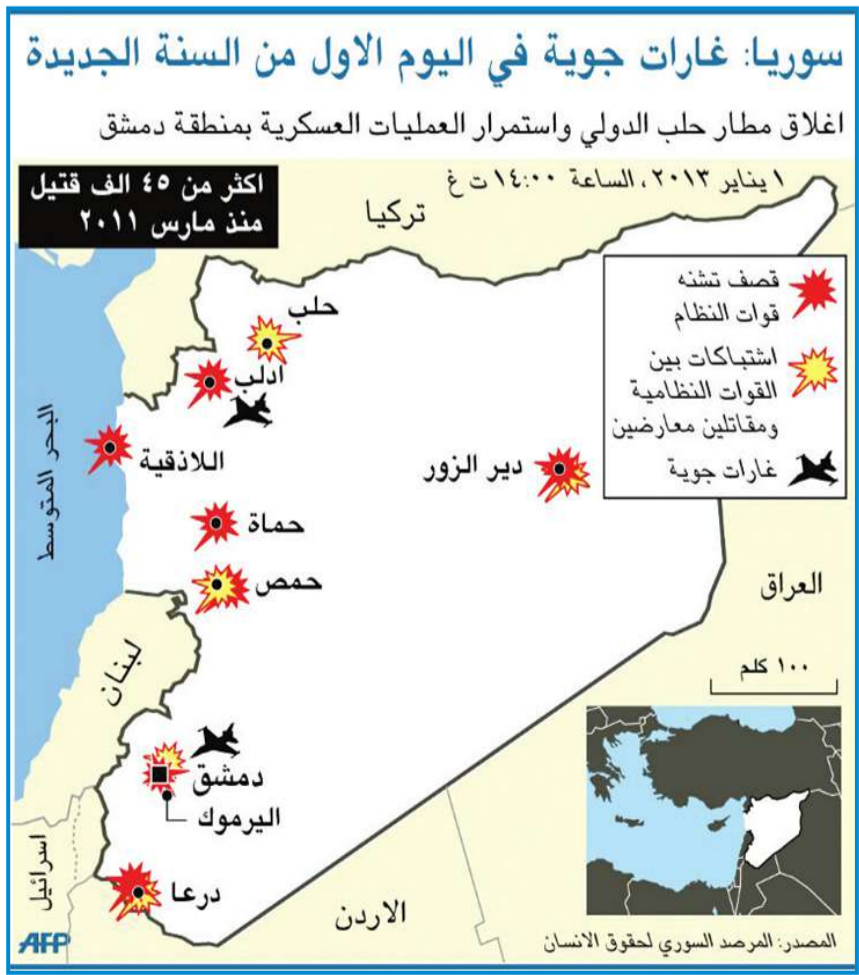 سوريا: غارات جوية في اليوم الاول من السنة الجديدة
اغلاق مطار حلب الدولي واستمرار العمليات العسكرية بمنطقة دمشق
١ يناير ٢٠١٣، الساعة ١٤:٠٠ ت غ
اكثر من ٤٥ الف قتيل
منذ مارس ٢٠١١
تركيا
قصف تشنه
قوات النظام
اشتباكات بين
القوات النظامية
ومقاتلين معارضين
غارات جوية
حلب
ادلب
البحر المتوسط
اللاذقية
دير الزور
حماة
حمص
العراق
لبنان
١٠٠ كلم
دمشق
اليرموك
اسرائيل
درعا
الاردن
المصدر: المرصد السوري لحقوق الانسان
AFP